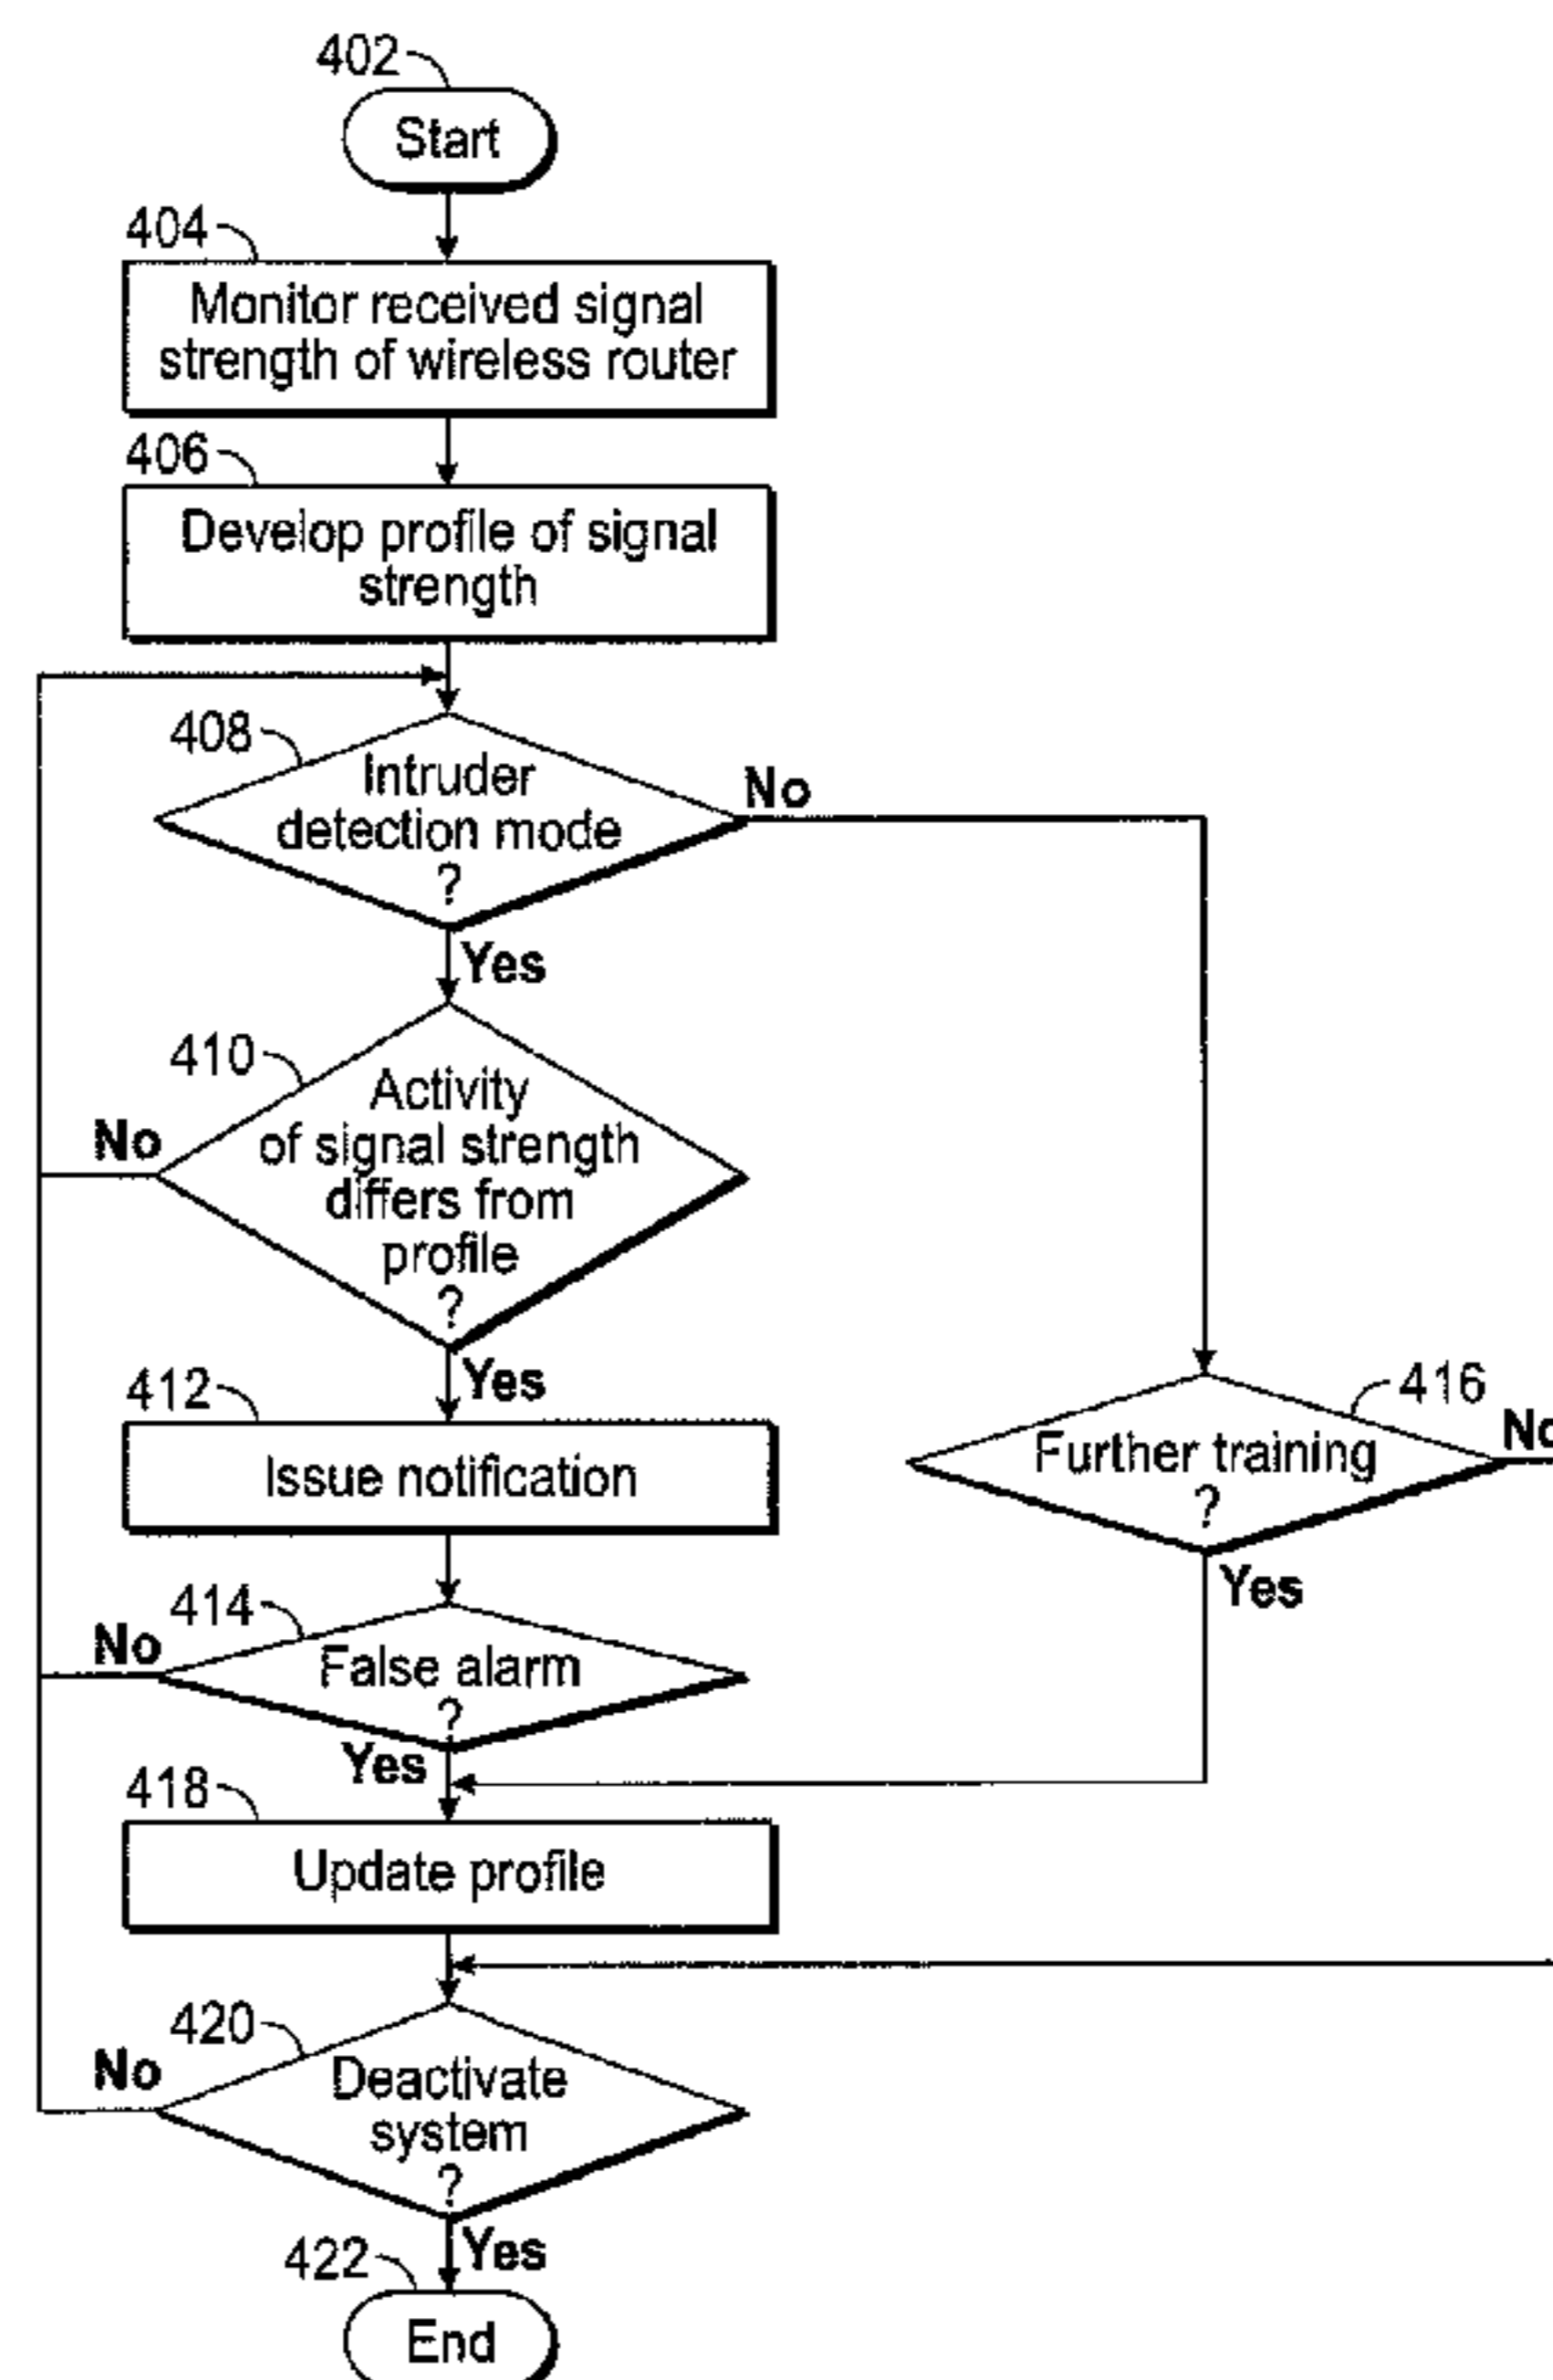 402
Start
404
Monitor received signal
strength of wireless router
406
Develop profile of signal
strength
408
Intruder
detection mode
?
No
Yes
410
Activity
of signal strength
differs from
profile
?
No
Yes
412
Issue notification
416
Further training
?
No
Yes
414
False alarm
?
No
Yes
418
Update profile
420
Deactivate
system
?
No
Yes
422
End